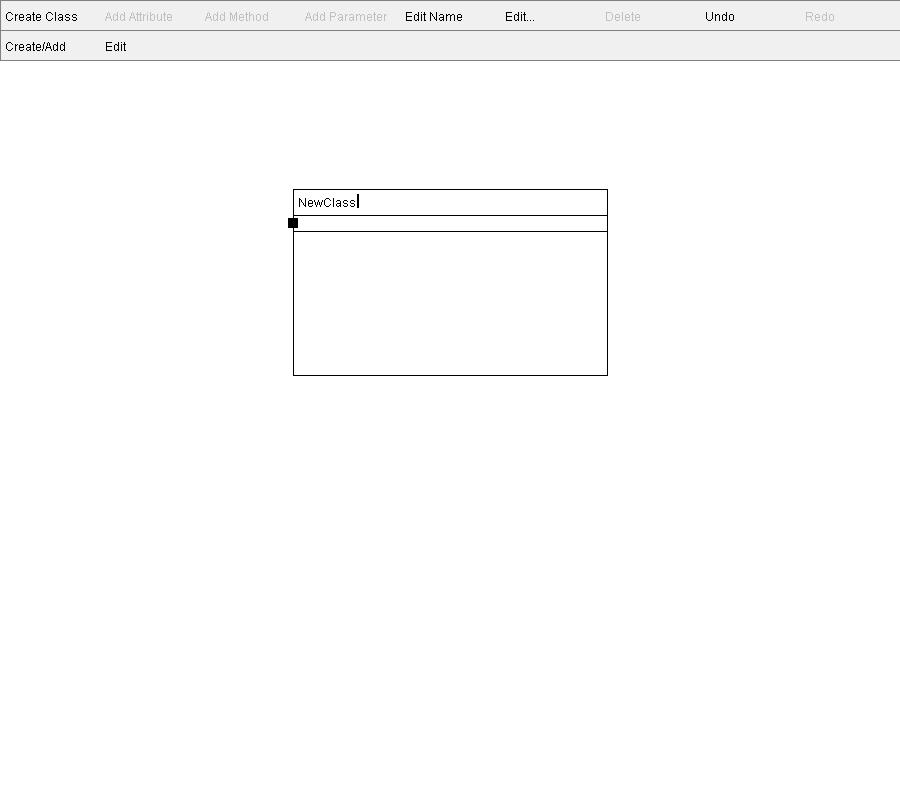 Create Class Add Attribute Add Method Add Parameter Edit Name Edit... Delete Undo Redo
Create/Add Edit
NewClass